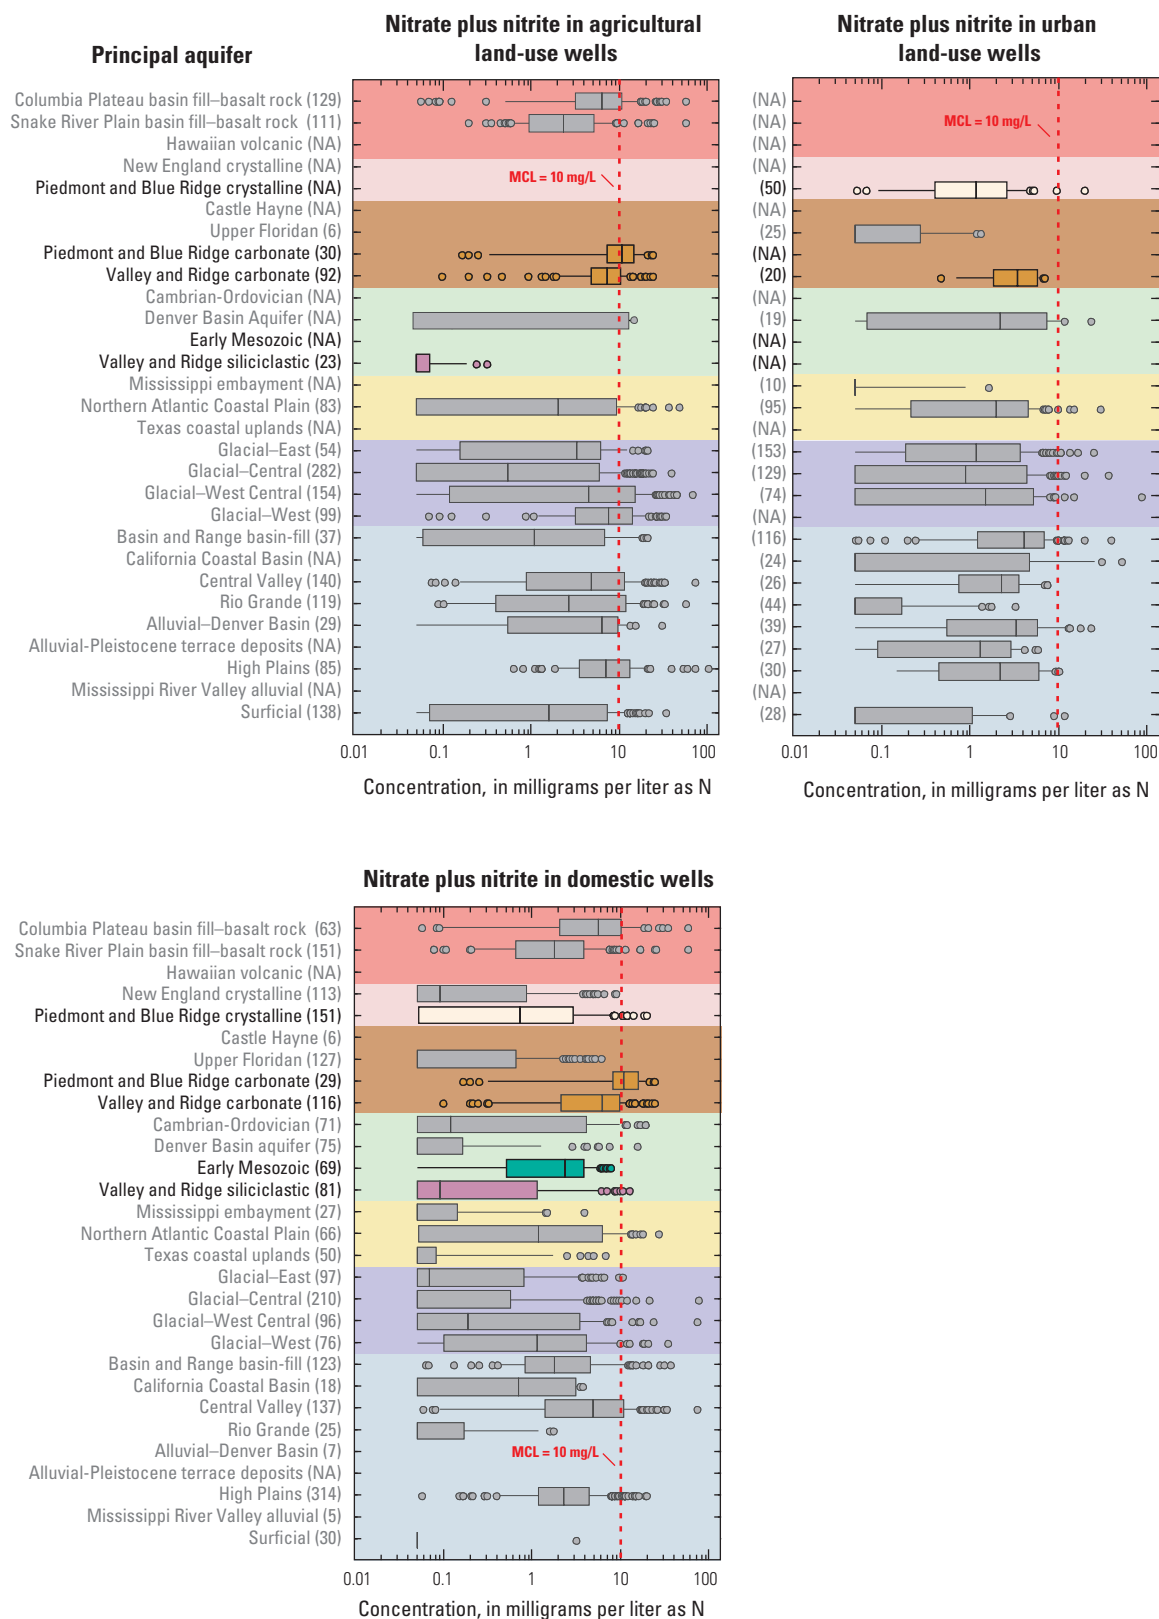 Nitrate plus nitrite in agricultural
land-use wells
Nitrate plus nitrite in urban
land-use wells
Principal aquifer
Columbia Plateau basin fill–basalt rock (129)
(NA)
Snake River Plain basin fill–basalt rock (111)
(NA)
MCL = 10 mg/L
Hawaiian volcanic (NA)
(NA)
New England crystalline (NA)
(NA)
MCL = 10 mg/L
Piedmont and Blue Ridge crystalline (NA)
(50)
Castle Hayne (NA)
(NA)
Upper Floridan (6)
(25)
Piedmont and Blue Ridge carbonate (30)
(NA)
Valley and Ridge carbonate (92)
(20)
Cambrian-Ordovician (NA)
(NA)
Denver Basin Aquifer (NA)
(19)
Early Mesozoic (NA)
(NA)
Valley and Ridge siliciclastic (23)
(NA)
Mississippi embayment (NA)
(10)
Northern Atlantic Coastal Plain (83)
(95)
Texas coastal uplands (NA)
(NA)
Glacial–East (54)
(153)
Glacial–Central (282)
(129)
Glacial–West Central (154)
(74)
Glacial–West (99)
(NA)
Basin and Range basin-fill (37)
(116)
California Coastal Basin (NA)
(24)
Central Valley (140)
(26)
Rio Grande (119)
(44)
Alluvial–Denver Basin (29)
(39)
Alluvial-Pleistocene terrace deposits (NA)
(27)
High Plains (85)
(30)
Mississippi River Valley alluvial (NA)
(NA)
Surficial (138)
(28)
0.01 0.1 1 10 100
0.01 0.1 1 10 100
Concentration, in milligrams per liter as N
Concentration, in milligrams per liter as N
Nitrate plus nitrite in domestic wells
Columbia Plateau basin fill–basalt rock (63)
Snake River Plain basin fill–basalt rock (151)
Hawaiian volcanic (NA)
New England crystalline (113)
Piedmont and Blue Ridge crystalline (151)
Castle Hayne (6)
Upper Floridan (127)
Piedmont and Blue Ridge carbonate (29)
Valley and Ridge carbonate (116)
Cambrian-Ordovician (71)
Denver Basin aquifer (75)
Early Mesozoic (69)
Valley and Ridge siliciclastic (81)
Mississippi embayment (27)
Northern Atlantic Coastal Plain (66)
Texas coastal uplands (50)
Glacial–East (97)
Glacial–Central (210)
Glacial–West Central (96)
Glacial–West (76)
Basin and Range basin-fill (123)
California Coastal Basin (18)
Central Valley (137)
Rio Grande (25)
Alluvial–Denver Basin (7)
MCL = 10 mg/L
Alluvial-Pleistocene terrace deposits (NA)
High Plains (314)
Mississippi River Valley alluvial (5)
Surficial (30)
0.01 0.1 1 10 100
Concentration, in milligrams per liter as N